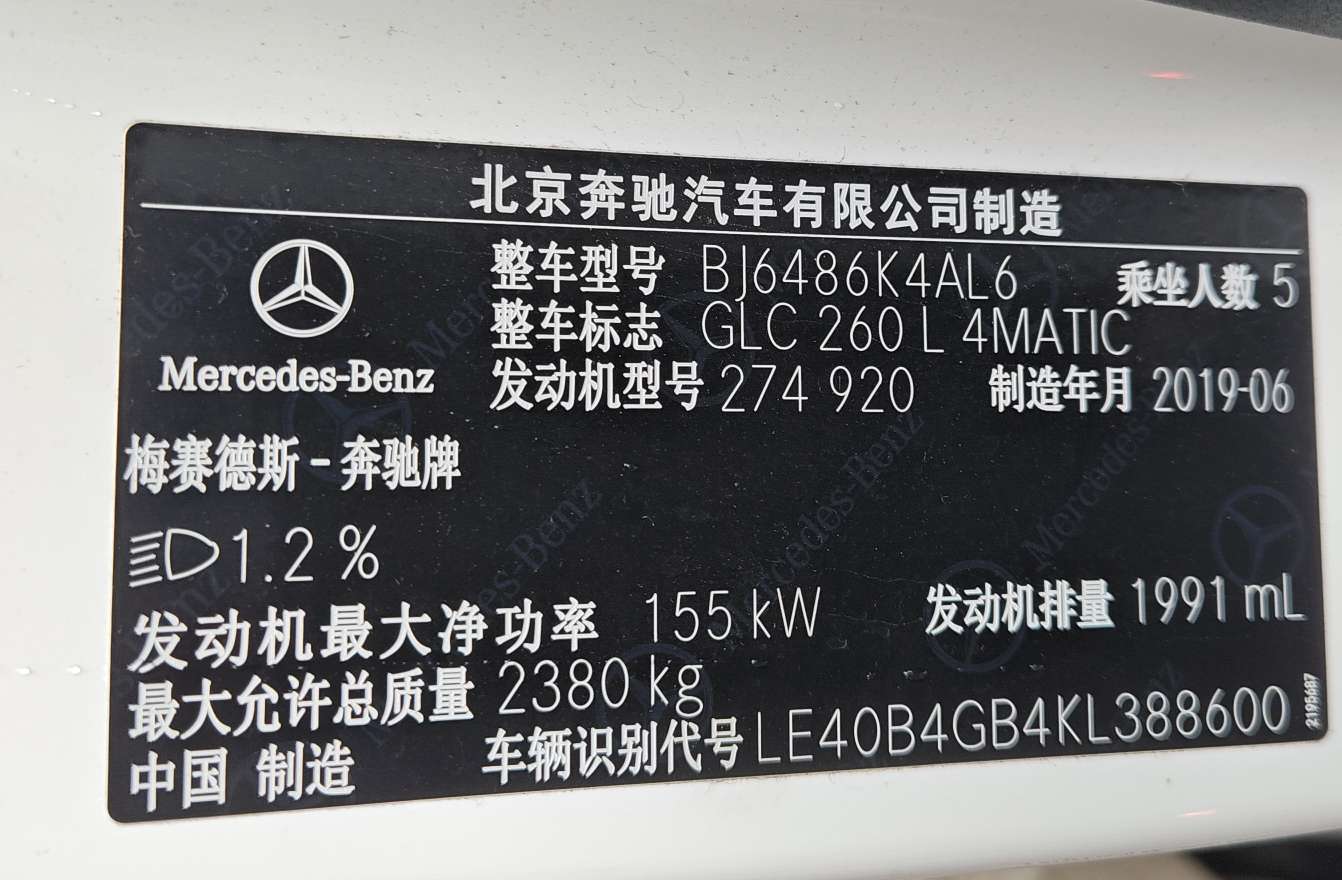 北京奔驰汽车有限公司制造
整车型号 BJ6486K4AL6 乘坐人数 5
整车标志 GLC 260 L 4MATIC
Mercedes-Benz
发动机型号 274 920 制造年月 2019-06
梅赛德斯-奔驰牌
1.2 %
发动机最大净功率 155 kW 发动机排量 1991 mL
最大允许总质量 2380 kg
中国 制造 车辆识别代号 LE40B4GB4KL388600
2195687